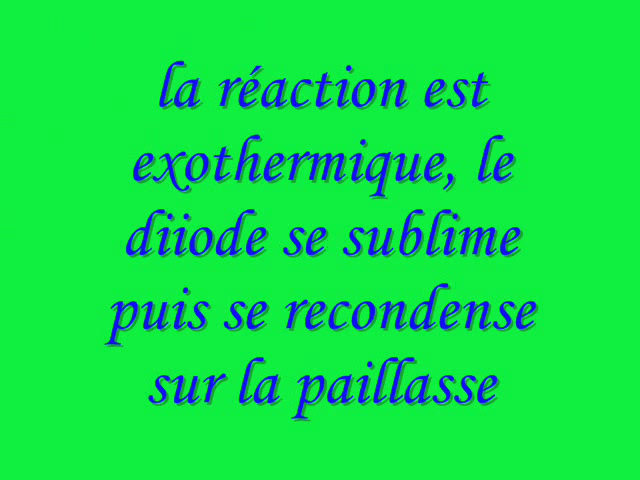 la réaction est
exothermique, le
diiode se sublime
puis se recondense
sur la paillasse